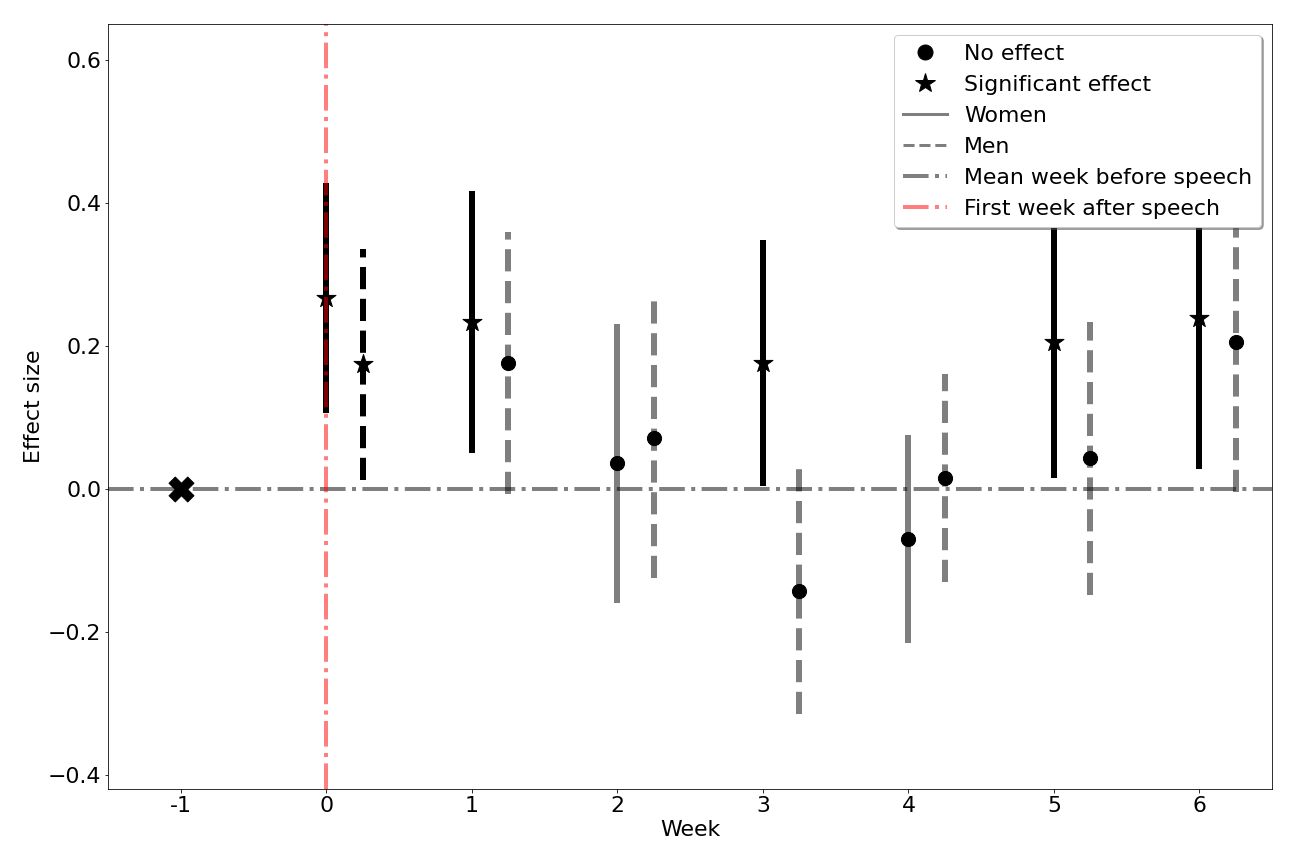 0.6
0.4
0.2
0.0
−0.2
−0.4
Effect size
-1
0
1
2
3
4
5
6
Week
No effect
Significant effect
Women
Men
Mean week before speech
First week after speech